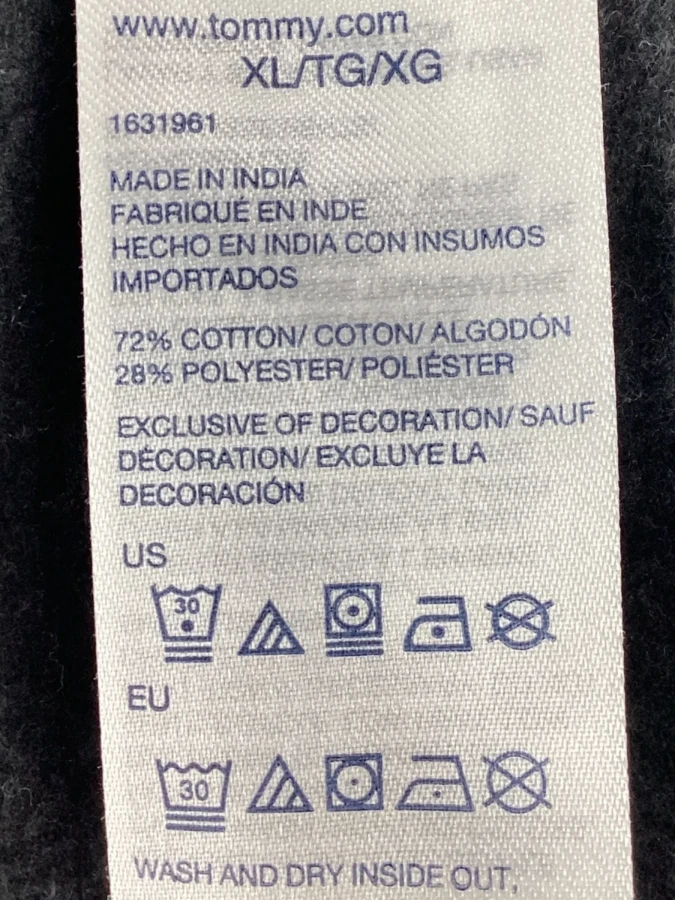 www.tommy.com
XL/TG/XG
1631961
MADE IN INDIA
FABRIQUÉ EN INDE
HECHO EN INDIA CON INSUMOS
IMPORTADOS
72% COTTON/ COTON/ ALGODÓN
28% POLYESTER/ POLIÉSTER
EXCLUSIVE OF DECORATION/ SAUF
DÉCORATION/ EXCLUYE LA
DECORACIÓN
US
30
EU
30
WASH AND DRY INSIDE OUT,